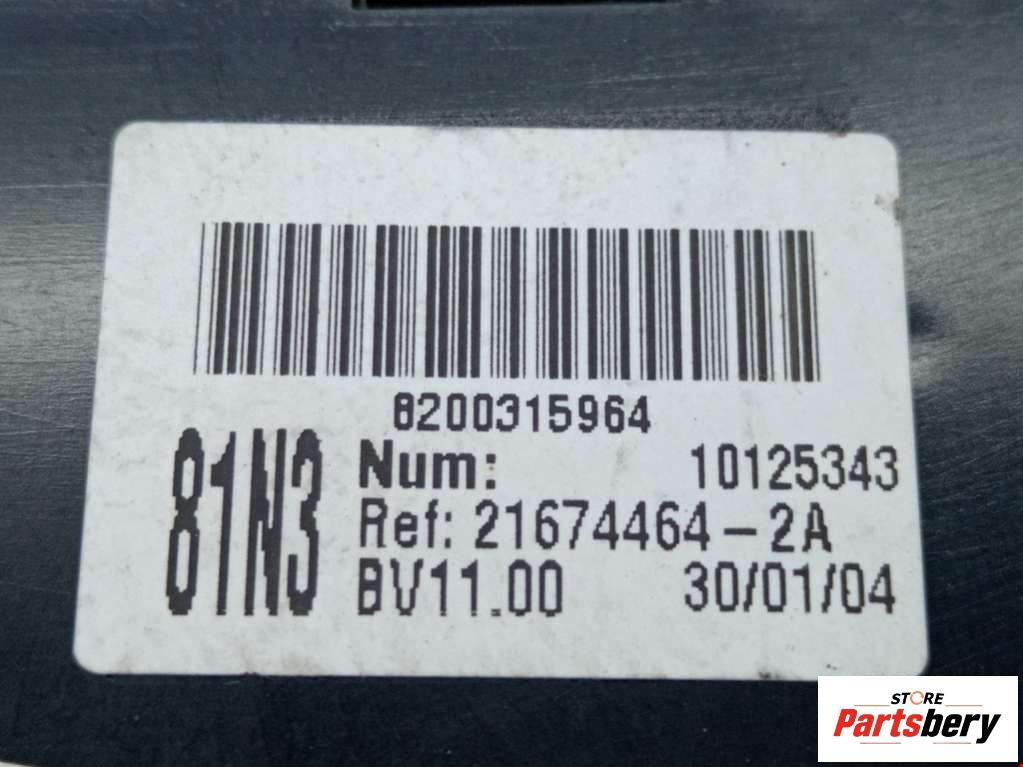 8200315964
81N3
Num: 10125343
Ref: 21674464-2A
BV11.00 30/01/04
STORE
Partsbery